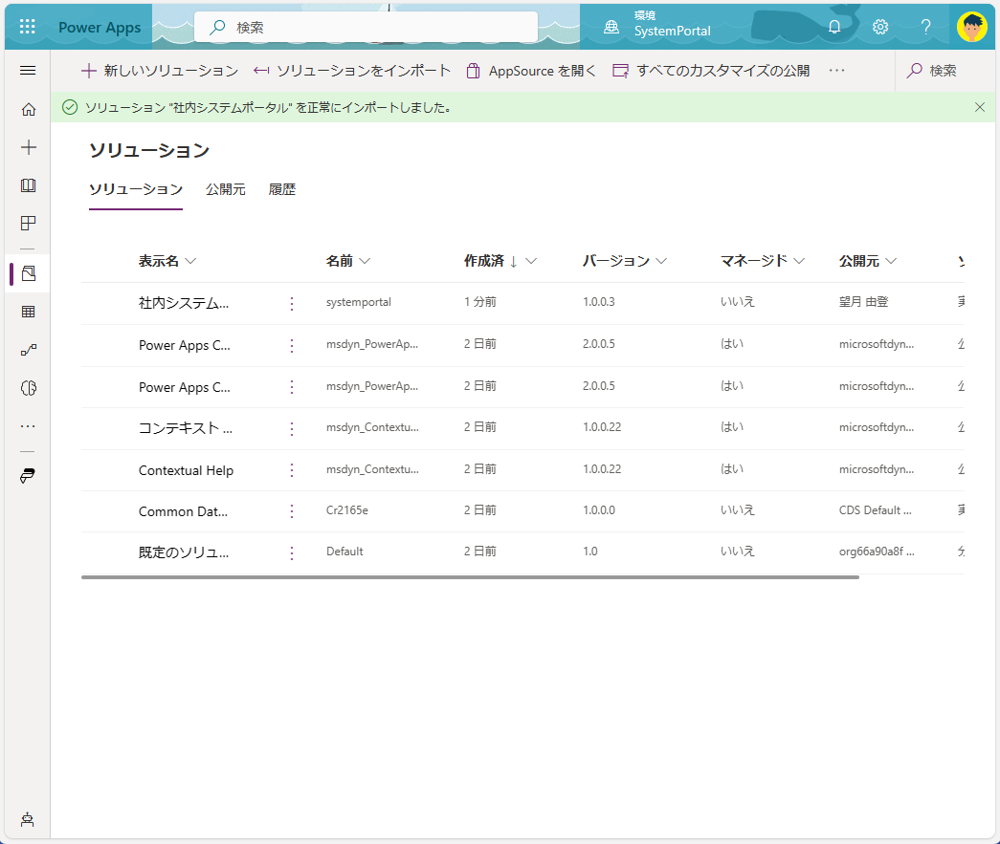 Power Apps
検索
環境
SystemPortal
新しいソリューション
ソリューションをインポート
AppSource を開く
すべてのカスタマイズの公開
検索
ソリューション "社内システムポータル" を正常にインポートしました。
ソリューション
ソリューション 公開元 履歴
表示名 名前 作成済 ↓ バージョン マネージド 公開元
社内システム... systemportal 1 分前 1.0.0.3 いいえ 望月 由登
Power Apps C... msdyn_PowerAp... 2 日前 2.0.0.5 はい microsoftdyn...
Power Apps C... msdyn_PowerAp... 2 日前 2.0.0.5 はい microsoftdyn...
コンテキスト ... msdyn_Contextu... 2 日前 1.0.0.22 はい microsoftdyn...
Contextual Help msdyn_Contextu... 2 日前 1.0.0.22 はい microsoftdyn...
Common Dat... Cr2165e 2 日前 1.0.0.0 いいえ CDS Default ...
既定のソリュ... Default 2 日前 1.0 いいえ org66a90a8f ...